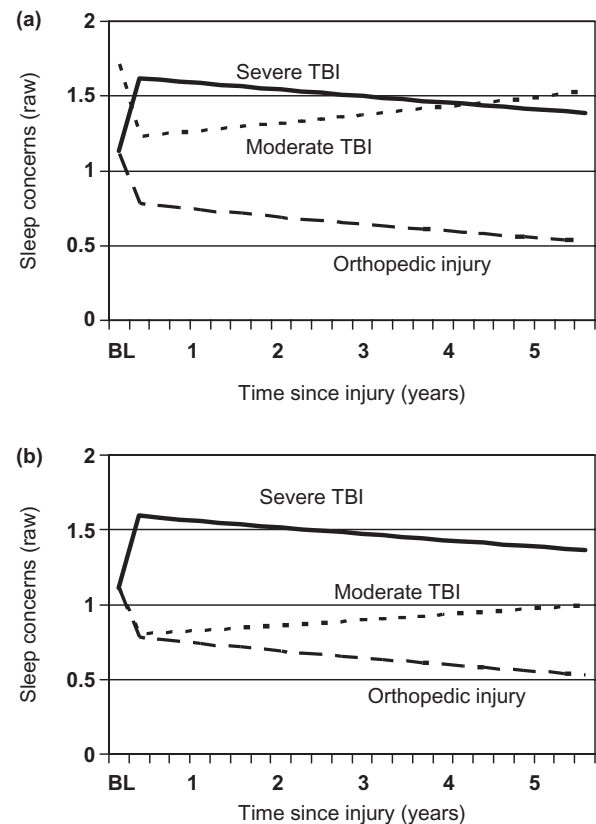 (a)
2
1.5
1
0.5
0
Sleep concerns (raw)
Severe TBI
Moderate TBI
Orthopedic injury
BL 1 2 3 4 5
Time since injury (years)
(b)
2
1.5
1
0.5
0
Sleep concerns (raw)
Severe TBI
Moderate TBI
Orthopedic injury
BL 1 2 3 4 5
Time since injury (years)